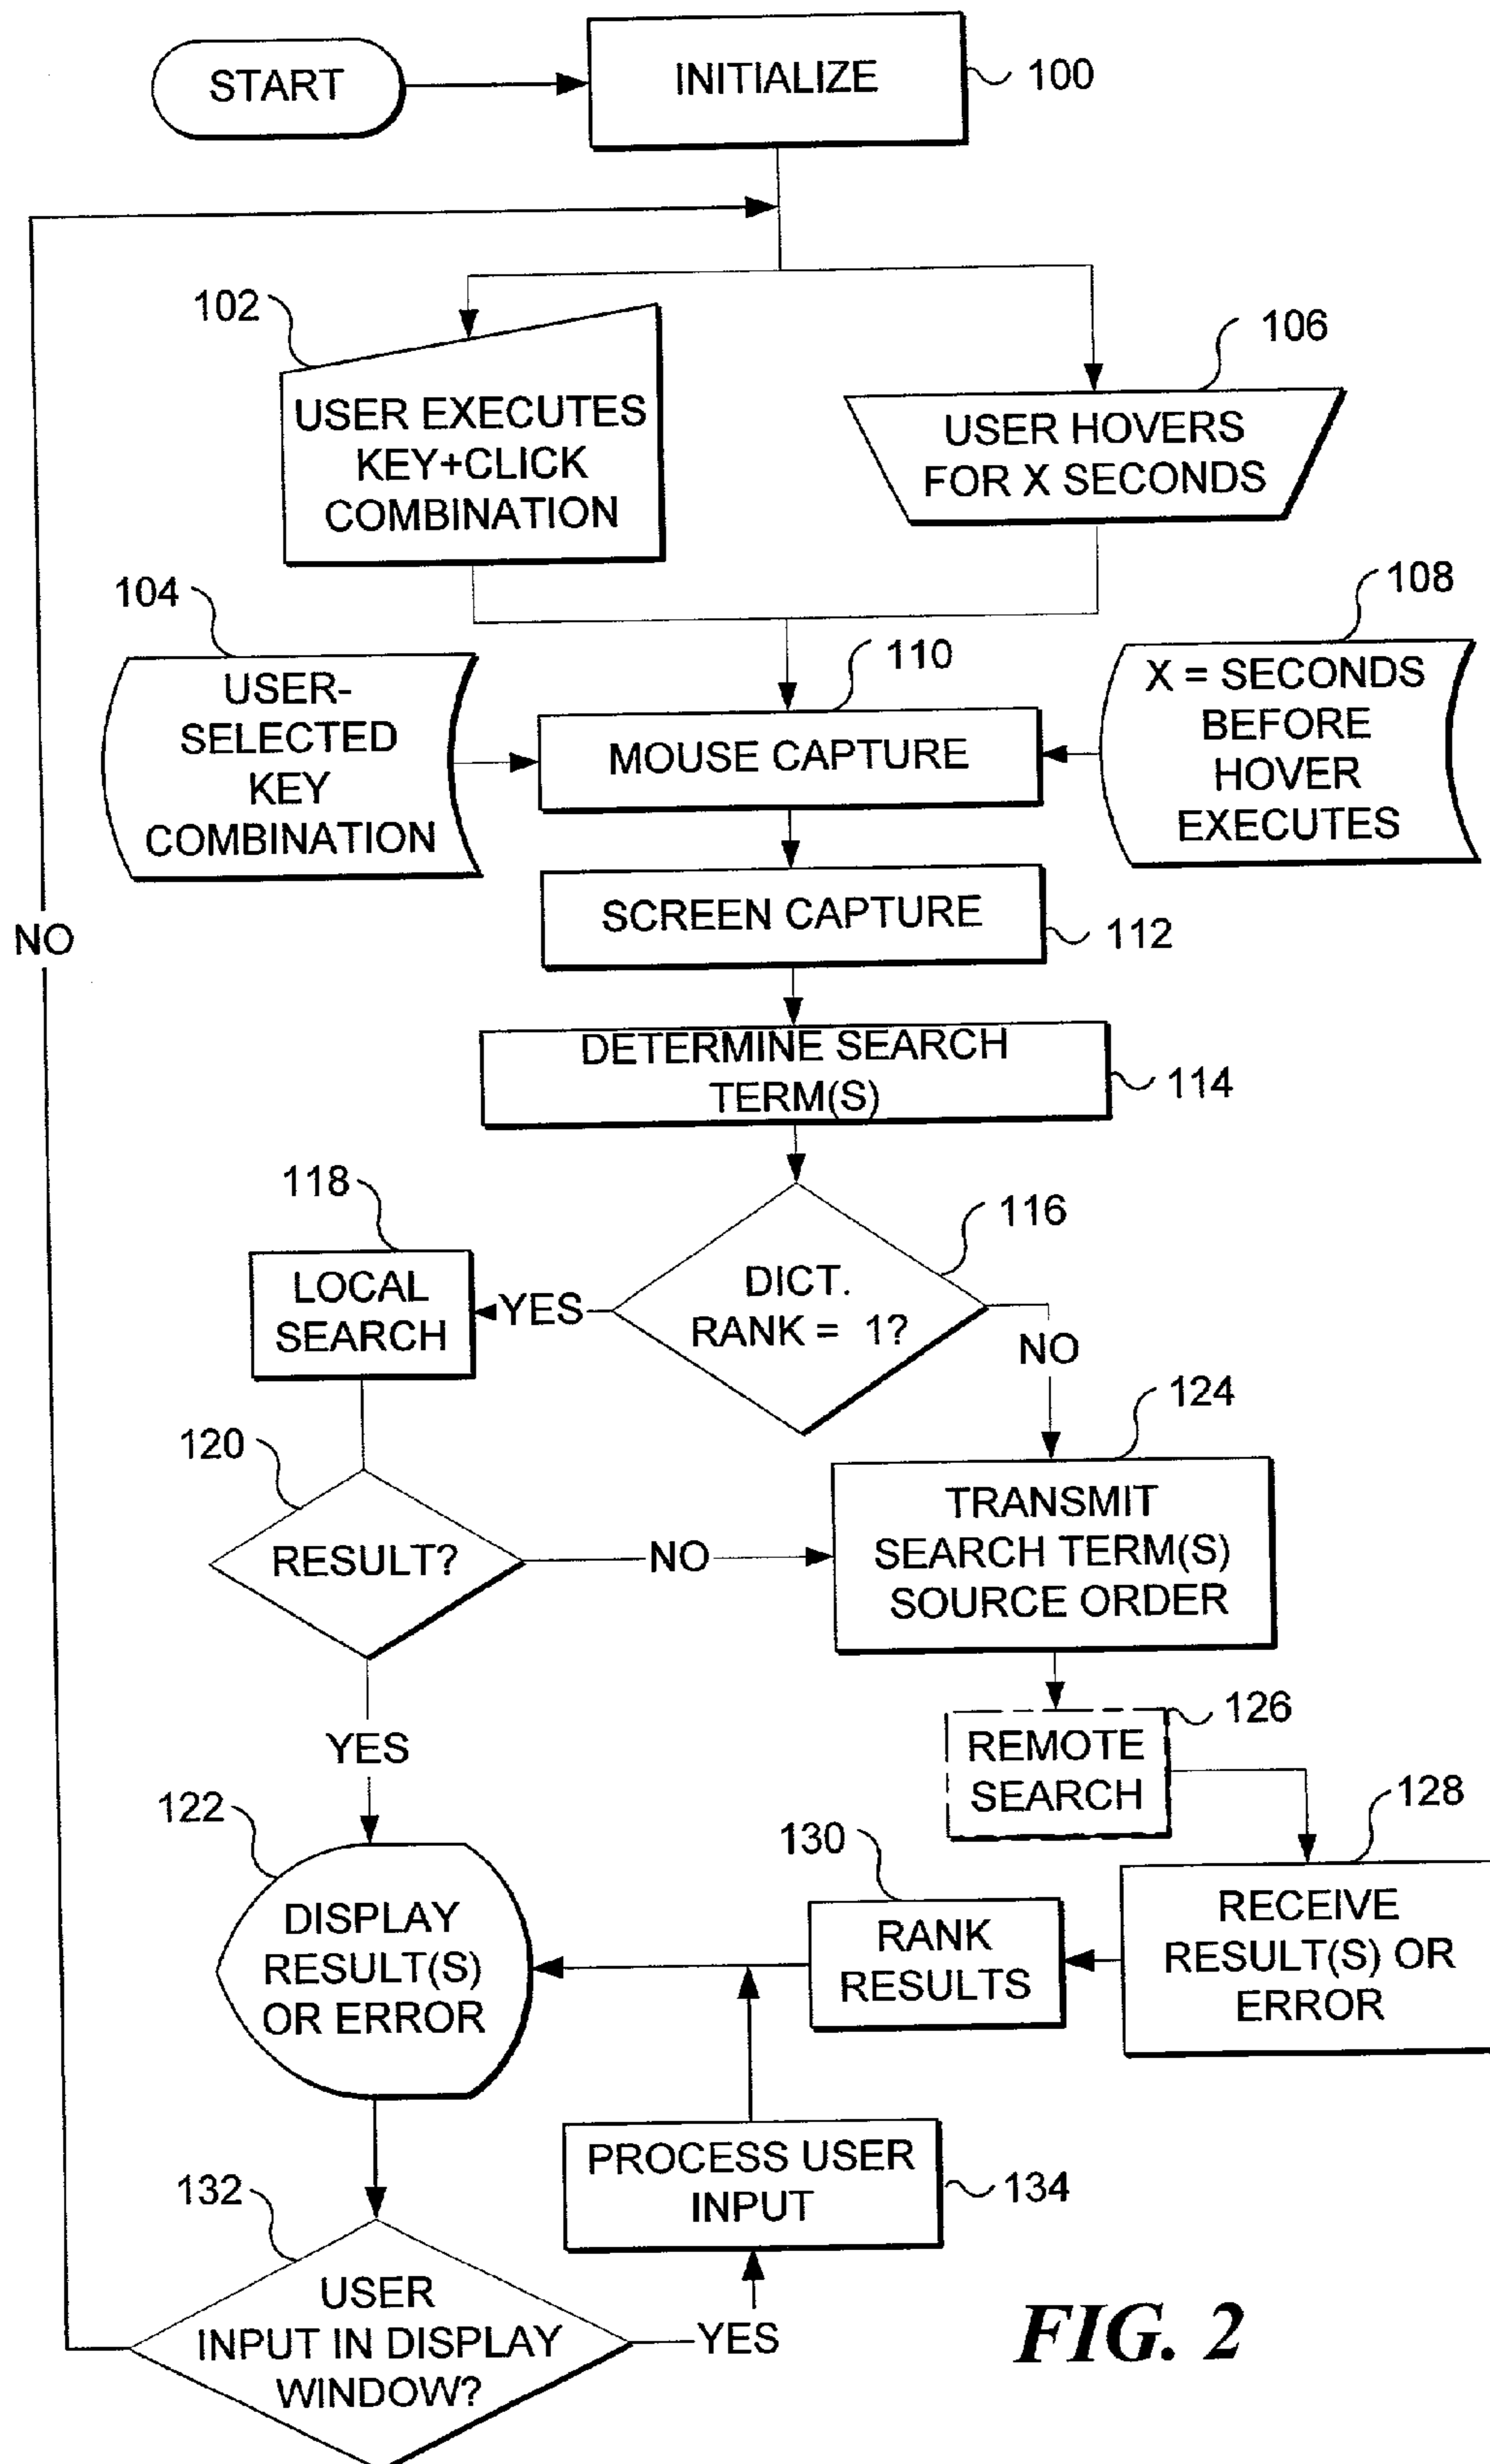 START
INITIALIZE
100
102
USER EXECUTES
KEY+CLICK
COMBINATION
106
USER HOVERS
FOR X SECONDS
104
USER-
SELECTED
KEY
COMBINATION
110
MOUSE CAPTURE
108
X = SECONDS
BEFORE
HOVER
EXECUTES
NO
SCREEN CAPTURE
112
DETERMINE SEARCH
TERM(S)
114
118
LOCAL
SEARCH
YES
DICT.
RANK = 1?
116
NO
120
RESULT?
NO
124
TRANSMIT
SEARCH TERM(S)
SOURCE ORDER
YES
REMOTE
SEARCH
126
122
DISPLAY
RESULT(S)
OR ERROR
130
RANK
RESULTS
128
RECEIVE
RESULT(S) OR
ERROR
PROCESS USER
INPUT
134
132
USER
INPUT IN DISPLAY
WINDOW?
YES
FIG. 2